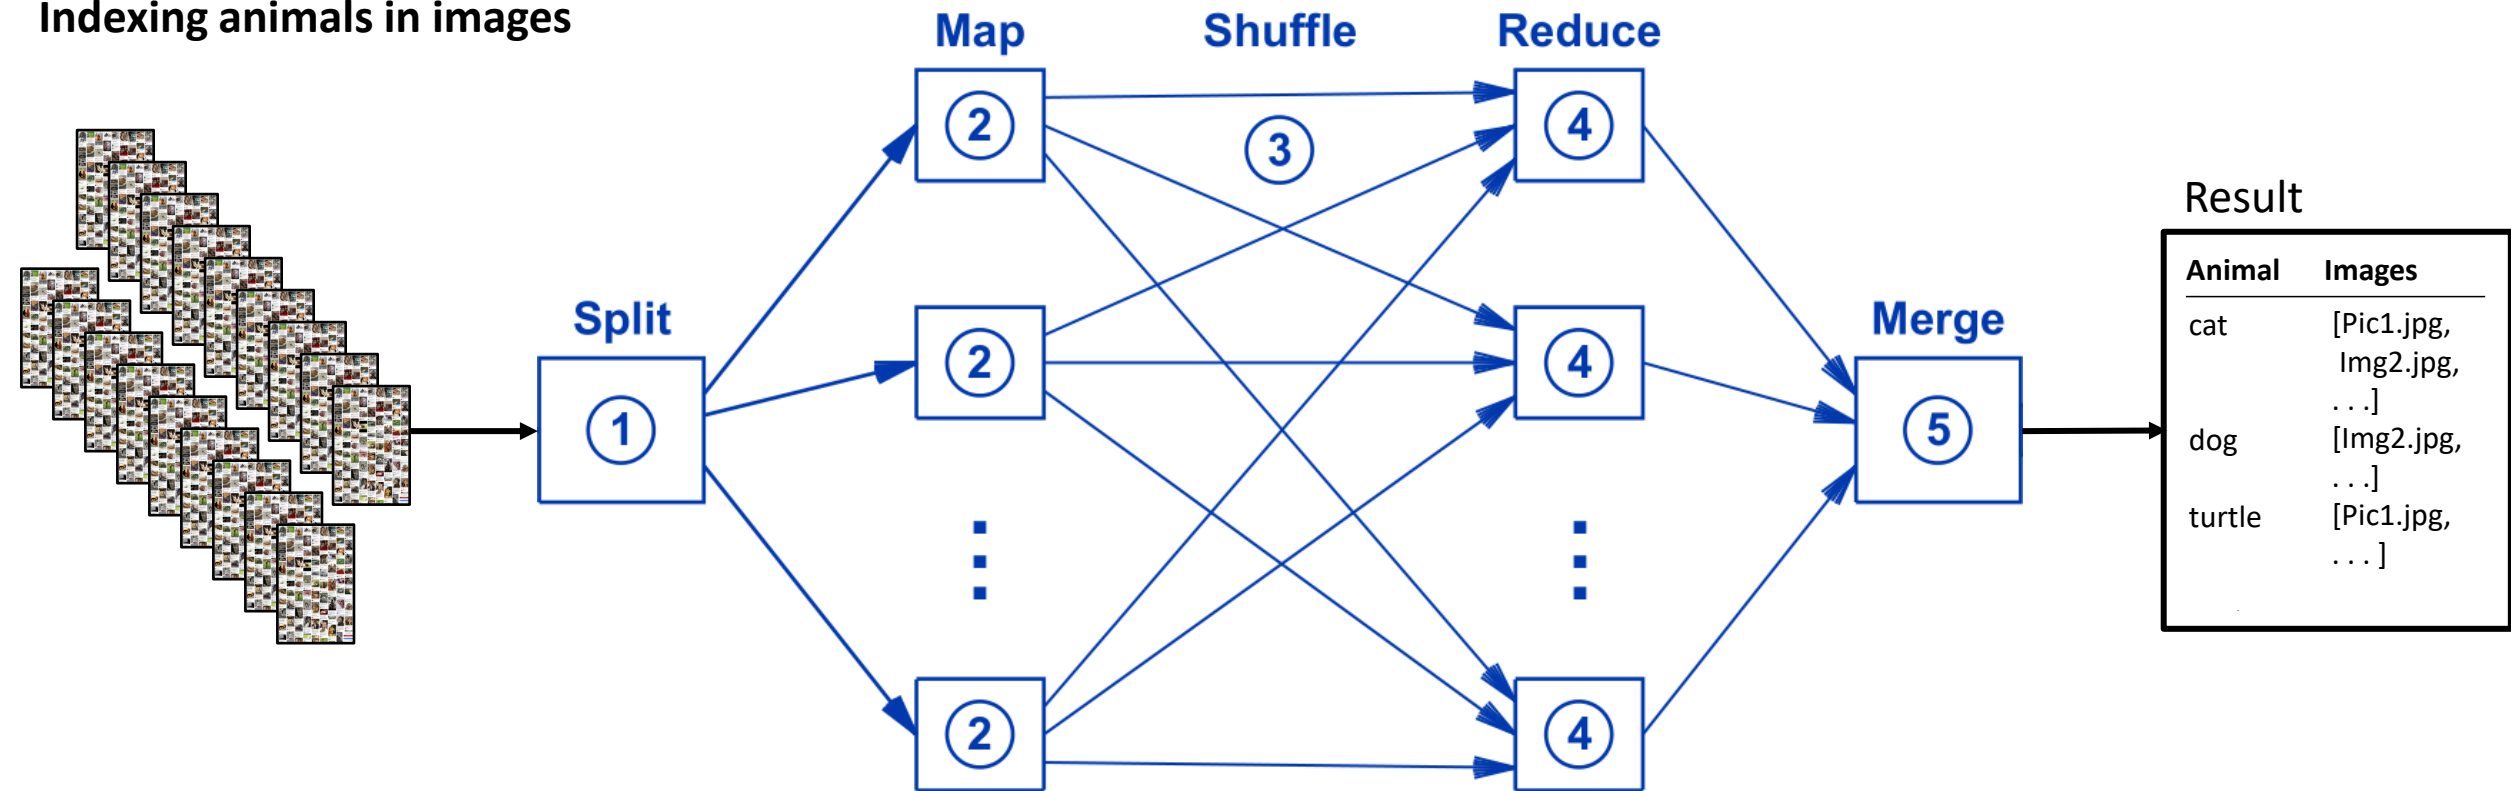 Indexing animals in images
Map
Shuffle
Reduce
2
4
3
Result
Animal Images
cat [Pic1.jpg,
Img2.jpg,
. . .]
dog [Img2.jpg,
. . .]
turtle [Pic1.jpg,
. . . ]
Split
1
2
4
Merge
5
2
4